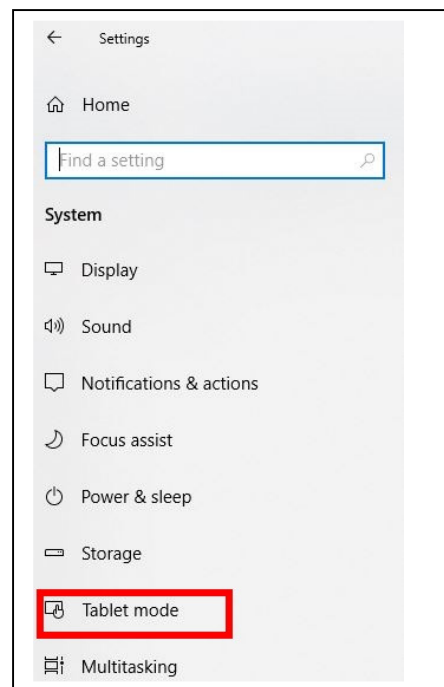 Settings
Home
Find a setting
System
Display
Sound
Notifications & actions
Focus assist
Power & sleep
Storage
Tablet mode
Multitasking